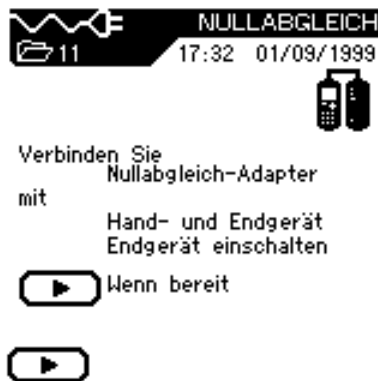 NULLABGLEICH
11 17:32 01/09/1999
Verbinden Sie
Nullabgleich-Adapter
mit
Hand- und Endgerät
Endgerät einschalten
Wenn bereit